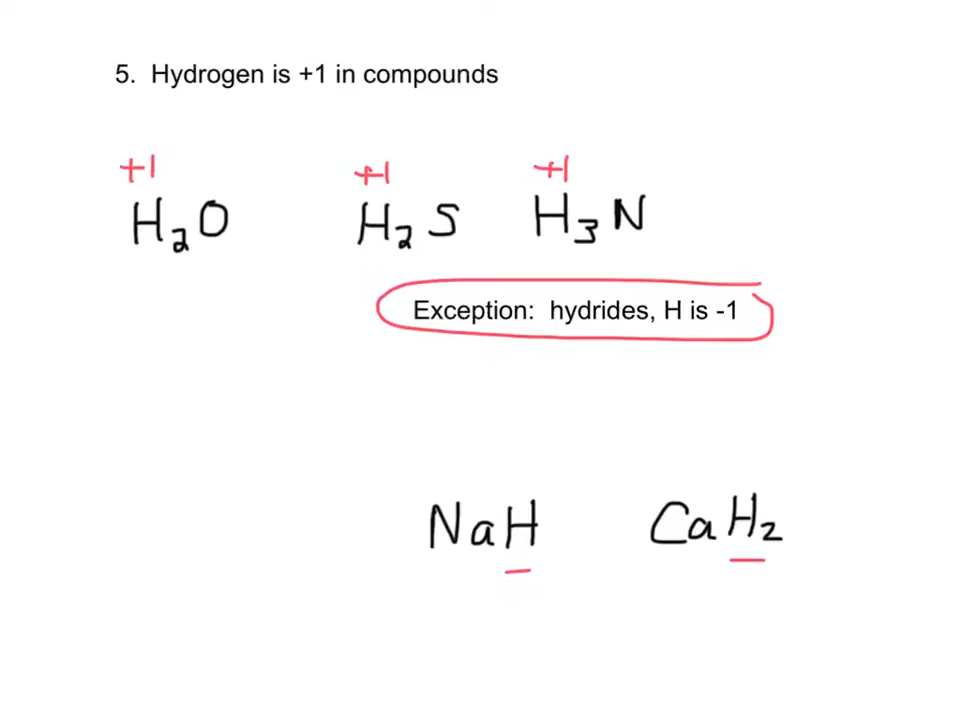 5. Hydrogen is +1 in compounds
+1 +1 +1
H₂O H₂S H₃N
Exception: hydrides, H is -1
NaH CaH₂